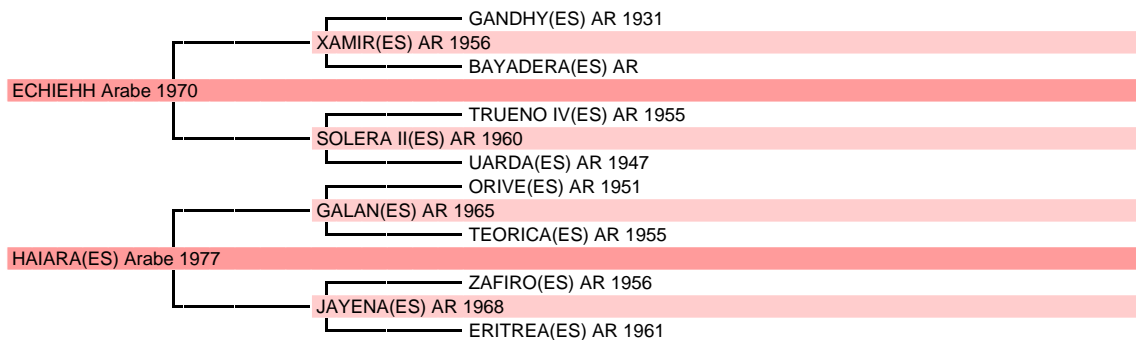 GANDHY(ES) AR 1931
XAMIR(ES) AR 1956
BAYADERA(ES) AR
ECHIEHH Arabe 1970
TRUENO IV(ES) AR 1955
SOLERA II(ES) AR 1960
UARDA(ES) AR 1947
ORIVE(ES) AR 1951
GALAN(ES) AR 1965
TEORICA(ES) AR 1955
HAIARA(ES) Arabe 1977
ZAFIRO(ES) AR 1956
JAYENA(ES) AR 1968
ERITREA(ES) AR 1961